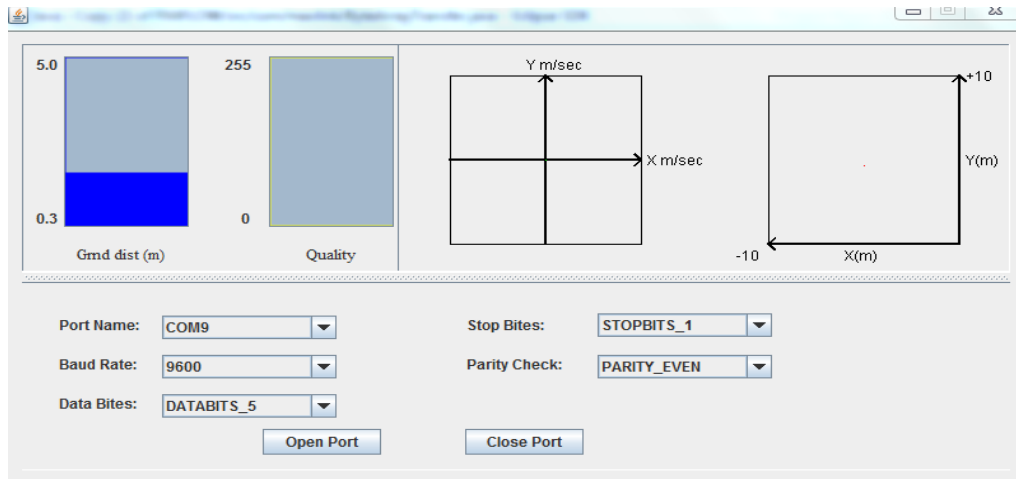 5.0
255
Y m/sec
+10
X m/sec
Y(m)
0.3
0
Grnd dist (m)
Quality
-10
X(m)
Port Name:
COM9
Stop Bites:
STOPBITS_1
Baud Rate:
9600
Parity Check:
PARITY_EVEN
Data Bites:
DATABITS_5
Open Port
Close Port